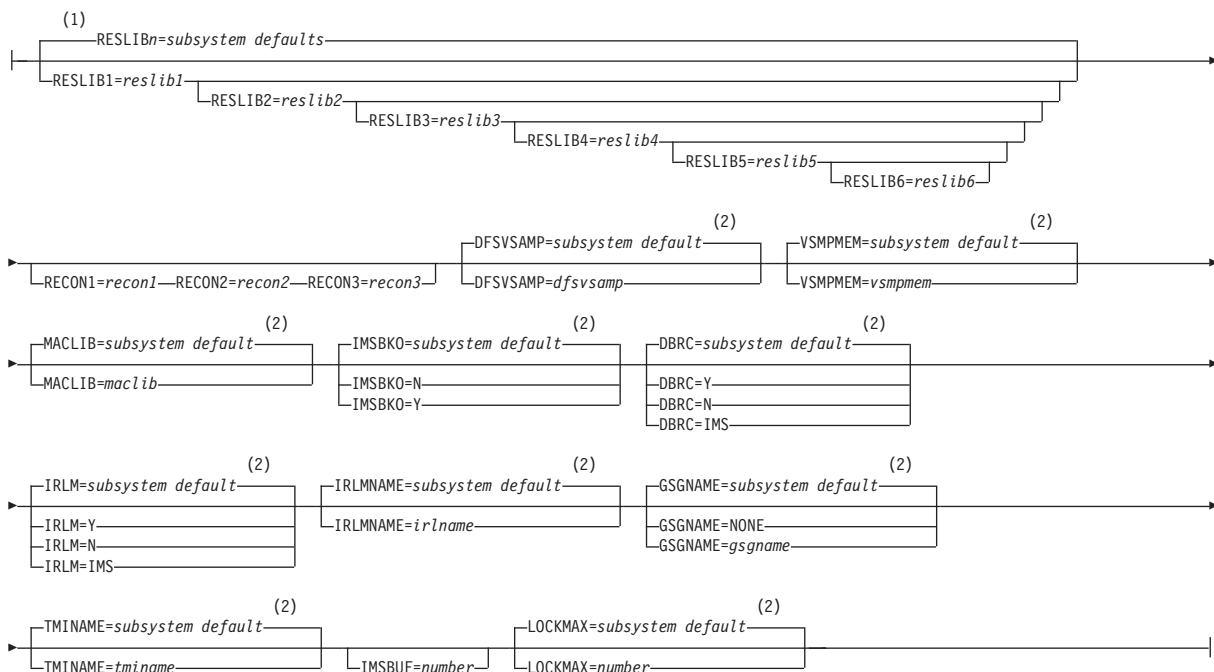 (1)
RESLIBn=subsystem defaults
RESLIB1=reslib1
RESLIB2=reslib2
RESLIB3=reslib3
RESLIB4=reslib4
RESLIB5=reslib5
RESLIB6=reslib6
(2) (2)
DFSVSAMP=subsystem default VSMPMEM=subsystem default
RECON1=recon1 RECON2=recon2 RECON3=recon3 DFSVSAMP=dfsvsamp VSMPMEM=vsmpmem
(2) (2) (2)
MACLIB=subsystem default IMSBKO=subsystem default DBRC=subsystem default
MACLIB=maclib IMSBKO=N DBRC=Y
IMSBKO=Y DBRC=N
DBRC=IMS
(2) (2) (2)
IRLM=subsystem default IRLMNAME=subsystem default GSGNAME=subsystem default
IRLM=Y IRLMNAME=irlname GSGNAME=NONE
IRLM=N GSGNAME=gsgname
IRLM=IMS
(2) (2)
TMINAME=subsystem default LOCKMAX=subsystem default
TMINAME=tminame IMSBUF=number LOCKMAX=number